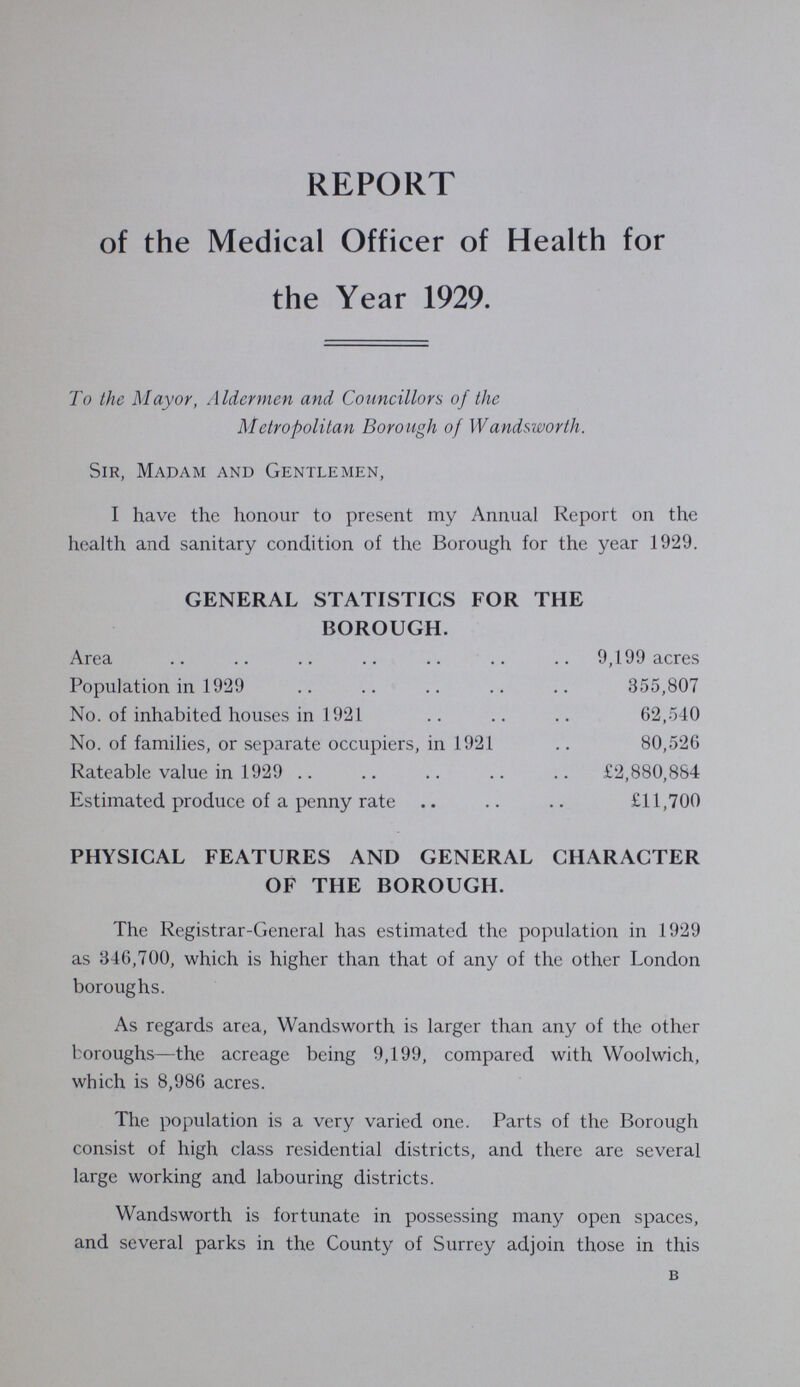 REPORT
of the Medical Officer of Health for
the Year 1929.
To the Mayor, Aldermen and Councillors of the
Metropolitan Borough of Wandsworth.
Sir, Madam and Gentlemen,
I have the honour to present my Annual Report on the
health and sanitary condition of the Borough for the year 1929.
GENERAL STATISTICS FOR THE
BOROUGH.
Area .. .. .. .. .. .. .. 9,199 acres
Population in 1929 .. .. .. .. .. 355,807
No. of inhabited houses in 1921 .. .. .. 62,540
No. of families, or separate occupiers, in 1921 .. 80,526
Rateable value in 1929 .. .. .. .. .. £2,880,884
Estimated produce of a penny rate .. .. .. £11,700
PHYSICAL FEATURES AND GENERAL CHARACTER
OF THE BOROUGH.
The Registrar-General has estimated the population in 1929
as 346,700, which is higher than that of any of the other London
boroughs.
As regards area, Wandsworth is larger than any of the other
boroughs—the acreage being 9,199, compared with Woolwich,
which is 8,986 acres.
The population is a very varied one. Parts of the Borough
consist of high class residential districts, and there are several
large working and labouring districts.
Wandsworth is fortunate in possessing many open spaces,
and several parks in the County of Surrey adjoin those in this
B